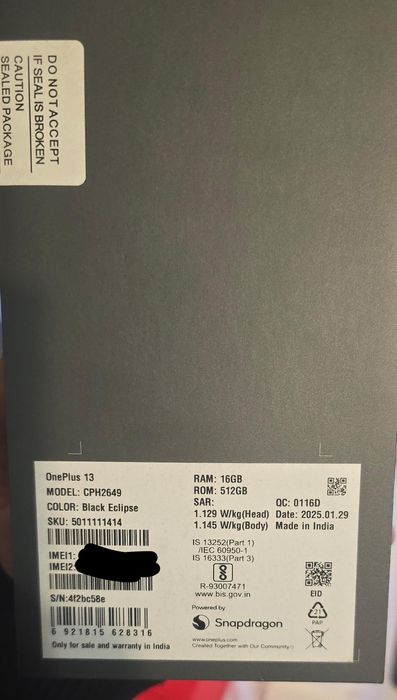 DO NOT ACCEPT
IF SEAL IS BROKEN
CAUTION
SEALED PACKAGE
OnePlus 13
MODEL: CPH2649
COLOR: Black Eclipse
SKU: 5011111414
IMEI1:
IMEI2:
S/N:4f2bc58e
6 921815 628316
Only for sale and warranty in India
RAM: 16GB
ROM: 512GB
SAR:
1.129 W/kg(Head)
1.145 W/kg(Body)
QC: 0116D
Date: 2025.01.29
Made in India
IS 13252(Part 1)
/IEC 60950-1
IS 16333(Part 3)
R-93007471
www.bis.gov.in
EID
Powered by
Snapdragon
21
PAP
www.oneplus.com
Created Together with Our Community